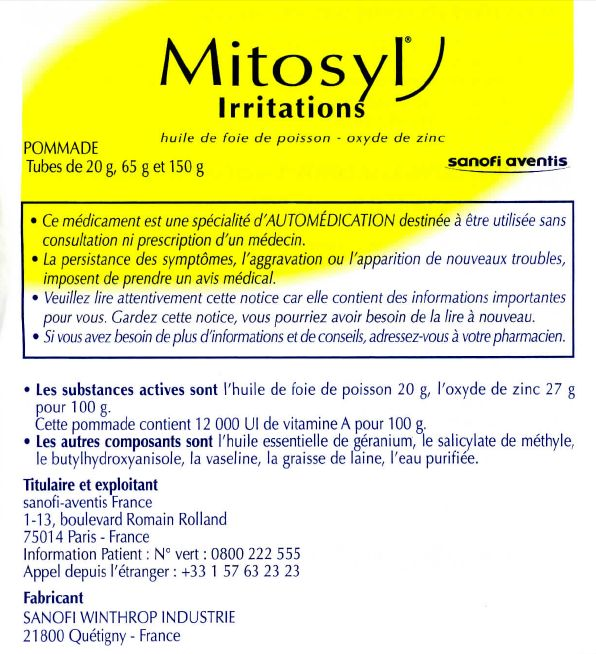 Mitosyl®
Irritations
huile de foie de poisson - oxyde de zinc
POMMADE
Tubes de 20 g, 65 g et 150 g
sanofi aventis
• Ce médicament est une spécialité d'AUTOMÉDICATION destinée à être utilisée sans
consultation ni prescription d'un médecin.
• La persistance des symptômes, l'aggravation ou l'apparition de nouveaux troubles,
imposent de prendre un avis médical.
• Veuillez lire attentivement cette notice car elle contient des informations importantes
pour vous. Gardez cette notice, vous pourriez avoir besoin de la lire à nouveau.
• Si vous avez besoin de plus d'informations et de conseils, adressez-vous à votre pharmacien.
• Les substances actives sont l'huile de foie de poisson 20 g, l'oxyde de zinc 27 g
pour 100 g.
Cette pommade contient 12 000 UI de vitamine A pour 100 g.
• Les autres composants sont l'huile essentielle de géranium, le salicylate de méthyle,
le butylhydroxyanisole, la vaseline, la graisse de laine, l'eau purifiée.
Titulaire et exploitant
sanofi-aventis France
1-13, boulevard Romain Rolland
75014 Paris - France
Information Patient : N° vert : 0800 222 555
Appel depuis l'étranger : +33 1 57 63 23 23
Fabricant
SANOFI WINTHROP INDUSTRIE
21800 Quétigny - France